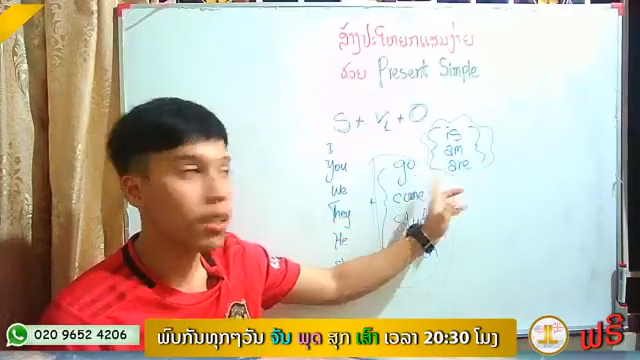 ສ້າງປະໂຫຍກແສນງ່າຍ
ດ້ວຍ Present Simple
S + V1 + O
is
am
are
I
You
We
They
He
go
come
020 9652 4206
ພົບກັນທຸກໆວັນ ຈັນ ພຸດ ສຸກ ເສົາ ເວລາ 20:30 ໂມງ
ຟຣີ